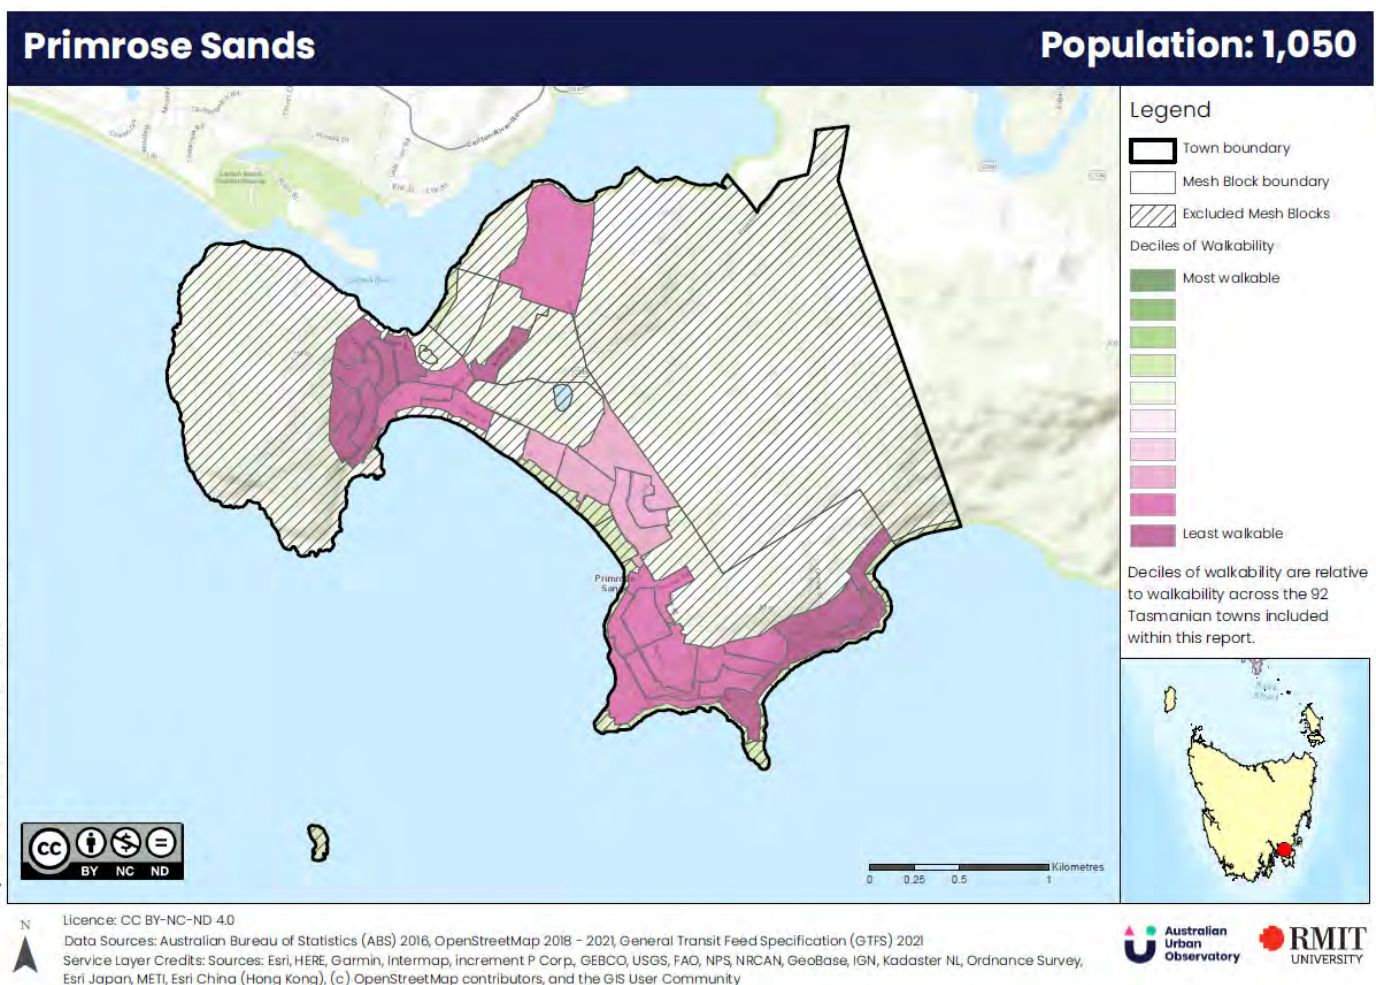 Primrose Sands
Population: 1,050
Legend
Town boundary
Mesh Block boundary
Excluded Mesh Blocks
Deciles of Walkability
Most walkable
Least walkable
Deciles of walkability are relative
to walkability across the 92
Tasmanian towns included
within this report.
Primrose
Sands
Kilometres
0 0.25 0.5 1
CC BY NC ND
N
Licence: CC BY-NC-ND 4.0
Data Sources: Australian Bureau of Statistics (ABS) 2016, OpenStreetMap 2018 - 2021, General Transit Feed Specification (GTFS) 2021
Service Layer Credits: Sources: Esri, HERE, Garmin, Intermap, increment P Corp., GEBCO, USGS, FAO, NPS, NRCAN, GeoBase, IGN, Kadaster NL, Ordnance Survey,
Esri Japan, METI, Esri China (Hong Kong), (c) OpenStreetMap contributors, and the GIS User Community
Australian
Urban
Observatory
RMIT
UNIVERSITY